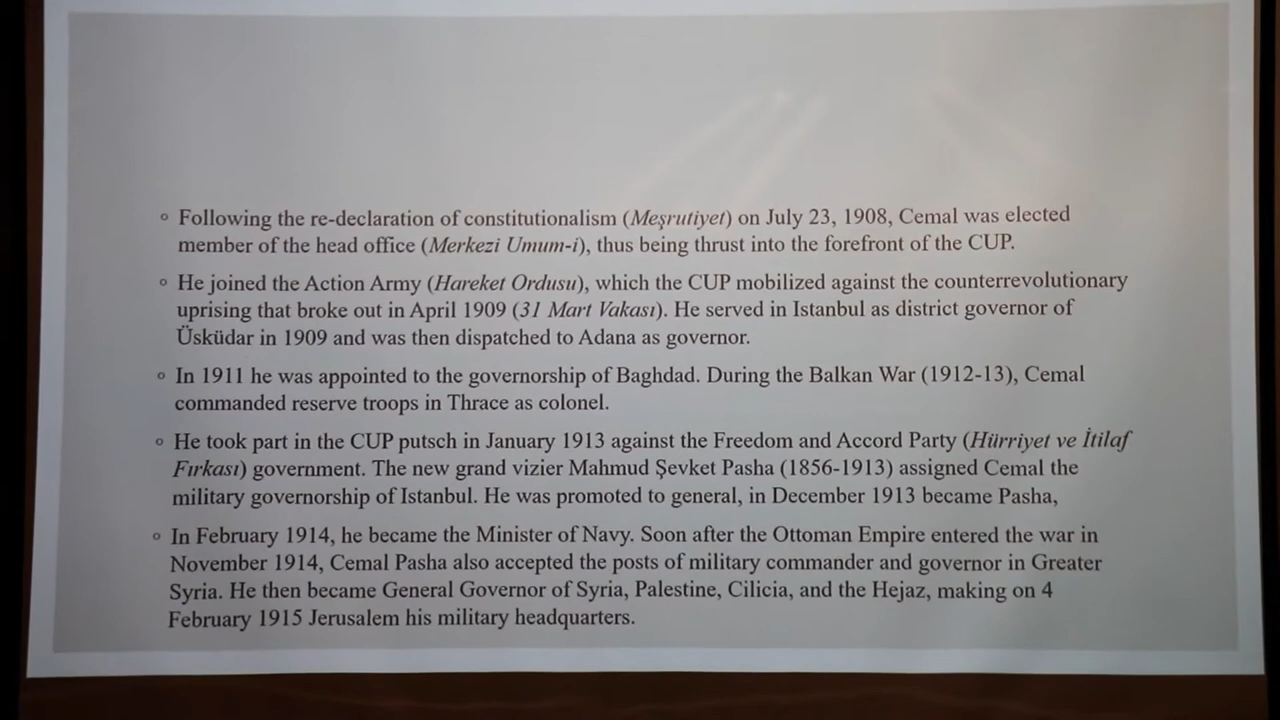 ◦ Following the re-declaration of constitutionalism (Meşrutiyet) on July 23, 1908, Cemal was elected
member of the head office (Merkezi Umum-i), thus being thrust into the forefront of the CUP.
◦ He joined the Action Army (Hareket Ordusu), which the CUP mobilized against the counterrevolutionary
uprising that broke out in April 1909 (31 Mart Vakası). He served in Istanbul as district governor of
Üsküdar in 1909 and was then dispatched to Adana as governor.
◦ In 1911 he was appointed to the governorship of Baghdad. During the Balkan War (1912-13), Cemal
commanded reserve troops in Thrace as colonel.
◦ He took part in the CUP putsch in January 1913 against the Freedom and Accord Party (Hürriyet ve İtilaf
Fırkası) government. The new grand vizier Mahmud Şevket Pasha (1856-1913) assigned Cemal the
military governorship of Istanbul. He was promoted to general, in December 1913 became Pasha,
◦ In February 1914, he became the Minister of Navy. Soon after the Ottoman Empire entered the war in
November 1914, Cemal Pasha also accepted the posts of military commander and governor in Greater
Syria. He then became General Governor of Syria, Palestine, Cilicia, and the Hejaz, making on 4
February 1915 Jerusalem his military headquarters.